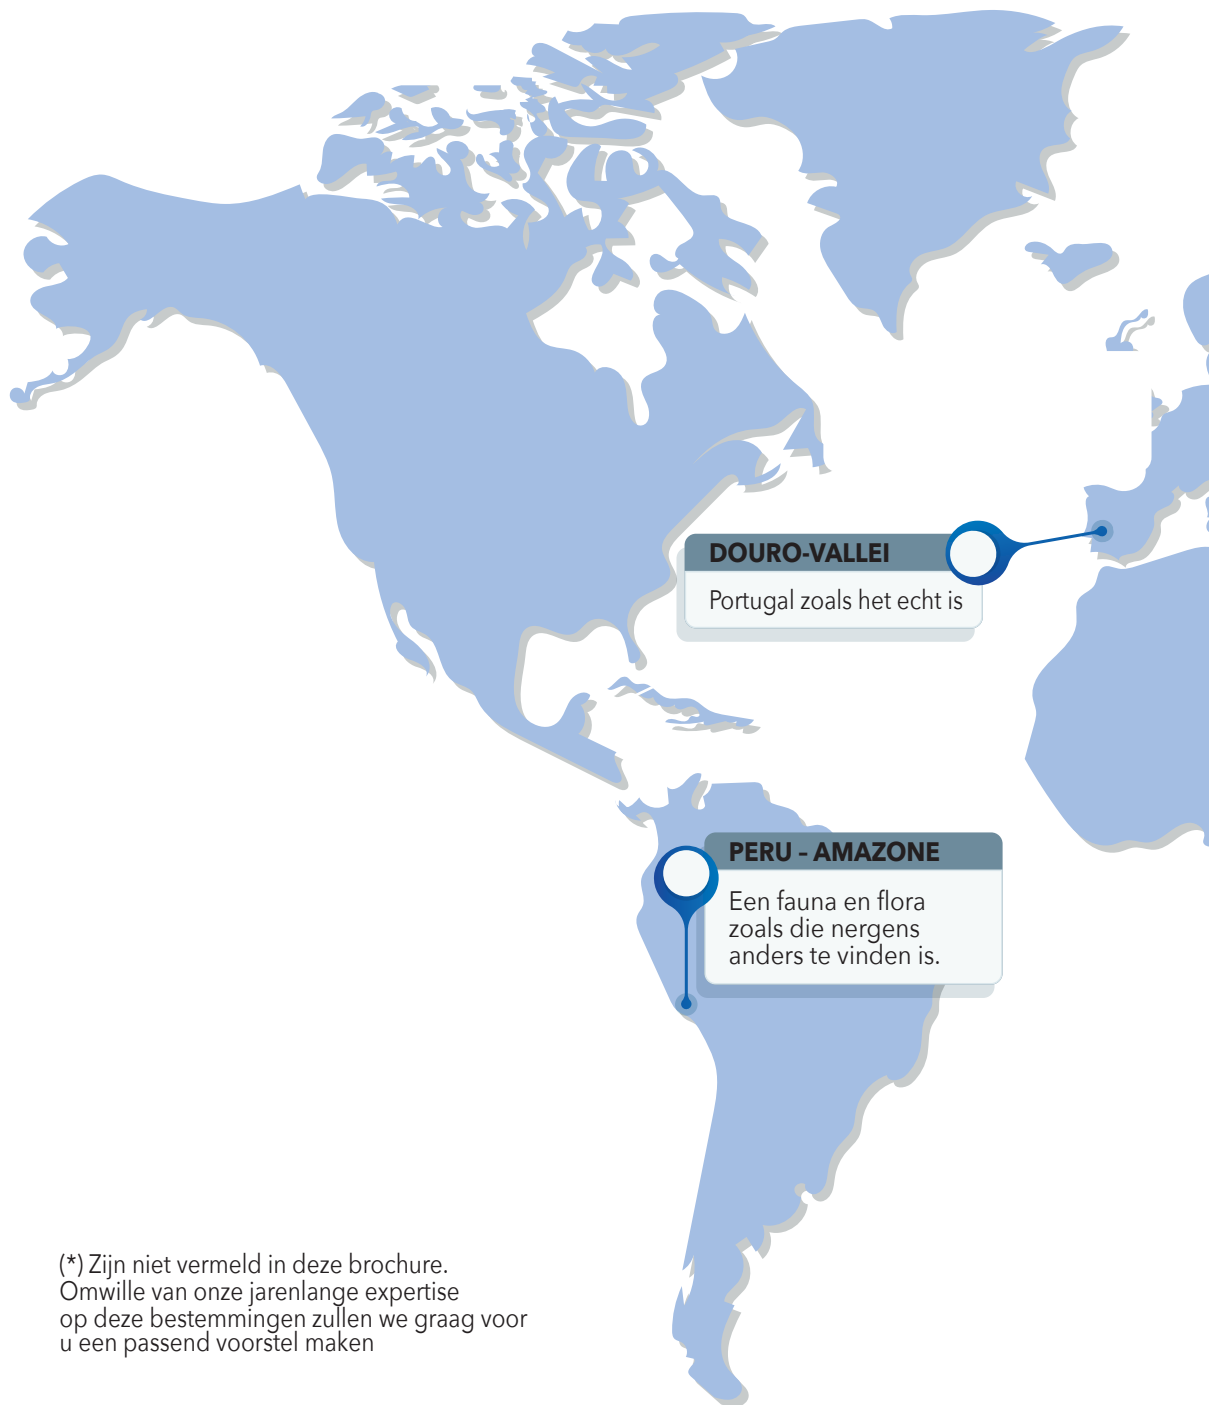 DOURO-VALLEI
Portugal zoals het echt is
PERU - AMAZONE
Een fauna en flora
zoals die nergens
anders te vinden is.
(*) Zijn niet vermeld in deze brochure.
Omwille van onze jarenlange expertise
op deze bestemmingen zullen we graag voor
u een passend voorstel maken